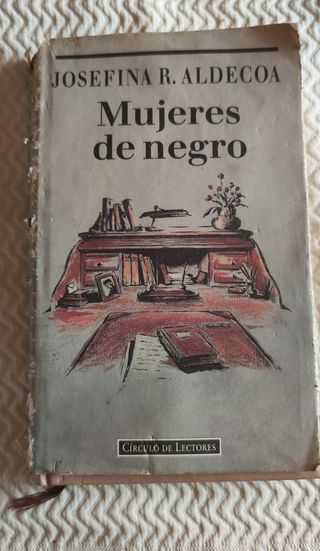 JOSEFINA R. ALDECOA
Mujeres
de negro
CÍRCULO DE LECTORES